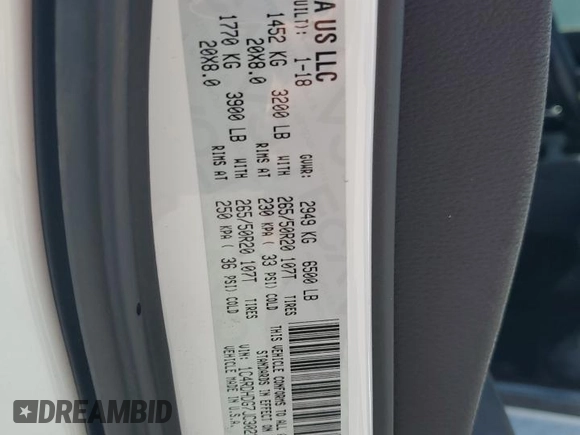 A US LLC
UILT): 1-18 GVWR: 2949 KG 6500 LB
1452 KG 3200 LB WITH 265/50R20 107T TIRES
20X8.0 RIMS AT 230 KPA ( 33 PSI) COLD
1770 KG 3900 LB WITH 265/50R20 107T TIRES
20X8.0 RIMS AT 250 KPA ( 36 PSI) COLD
THIS VEHICLE CONFORMS TO ALL
STANDARDS IN EFFECT ON
VIN: 1C4RDHDG7JC302
VEHICLE MADE IN U.S.A.
DREAMBID